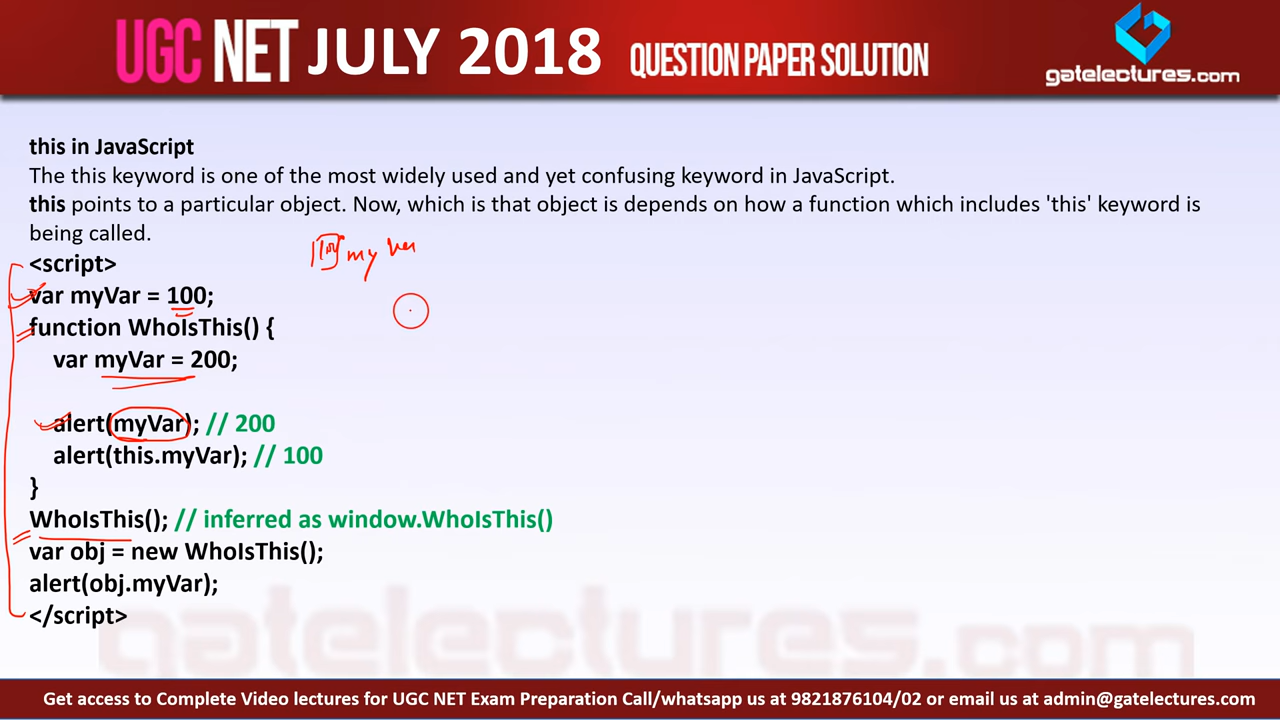 UGC NET JULY 2018 QUESTION PAPER SOLUTION
gatelectures.com
this in JavaScript
The this keyword is one of the most widely used and yet confusing keyword in JavaScript.
this points to a particular object. Now, which is that object is depends on how a function which includes 'this' keyword is
being called.
<script>
my var
var myVar = 100;
function WhoIsThis() {
var myVar = 200;
alert(myVar); // 200
alert(this.myVar); // 100
}
WhoIsThis(); // inferred as window.WhoIsThis()
var obj = new WhoIsThis();
alert(obj.myVar);
</script>
gatelectures.com
Get access to Complete Video lectures for UGC NET Exam Preparation Call/whatsapp us at 9821876104/02 or email us at admin@gatelectures.com